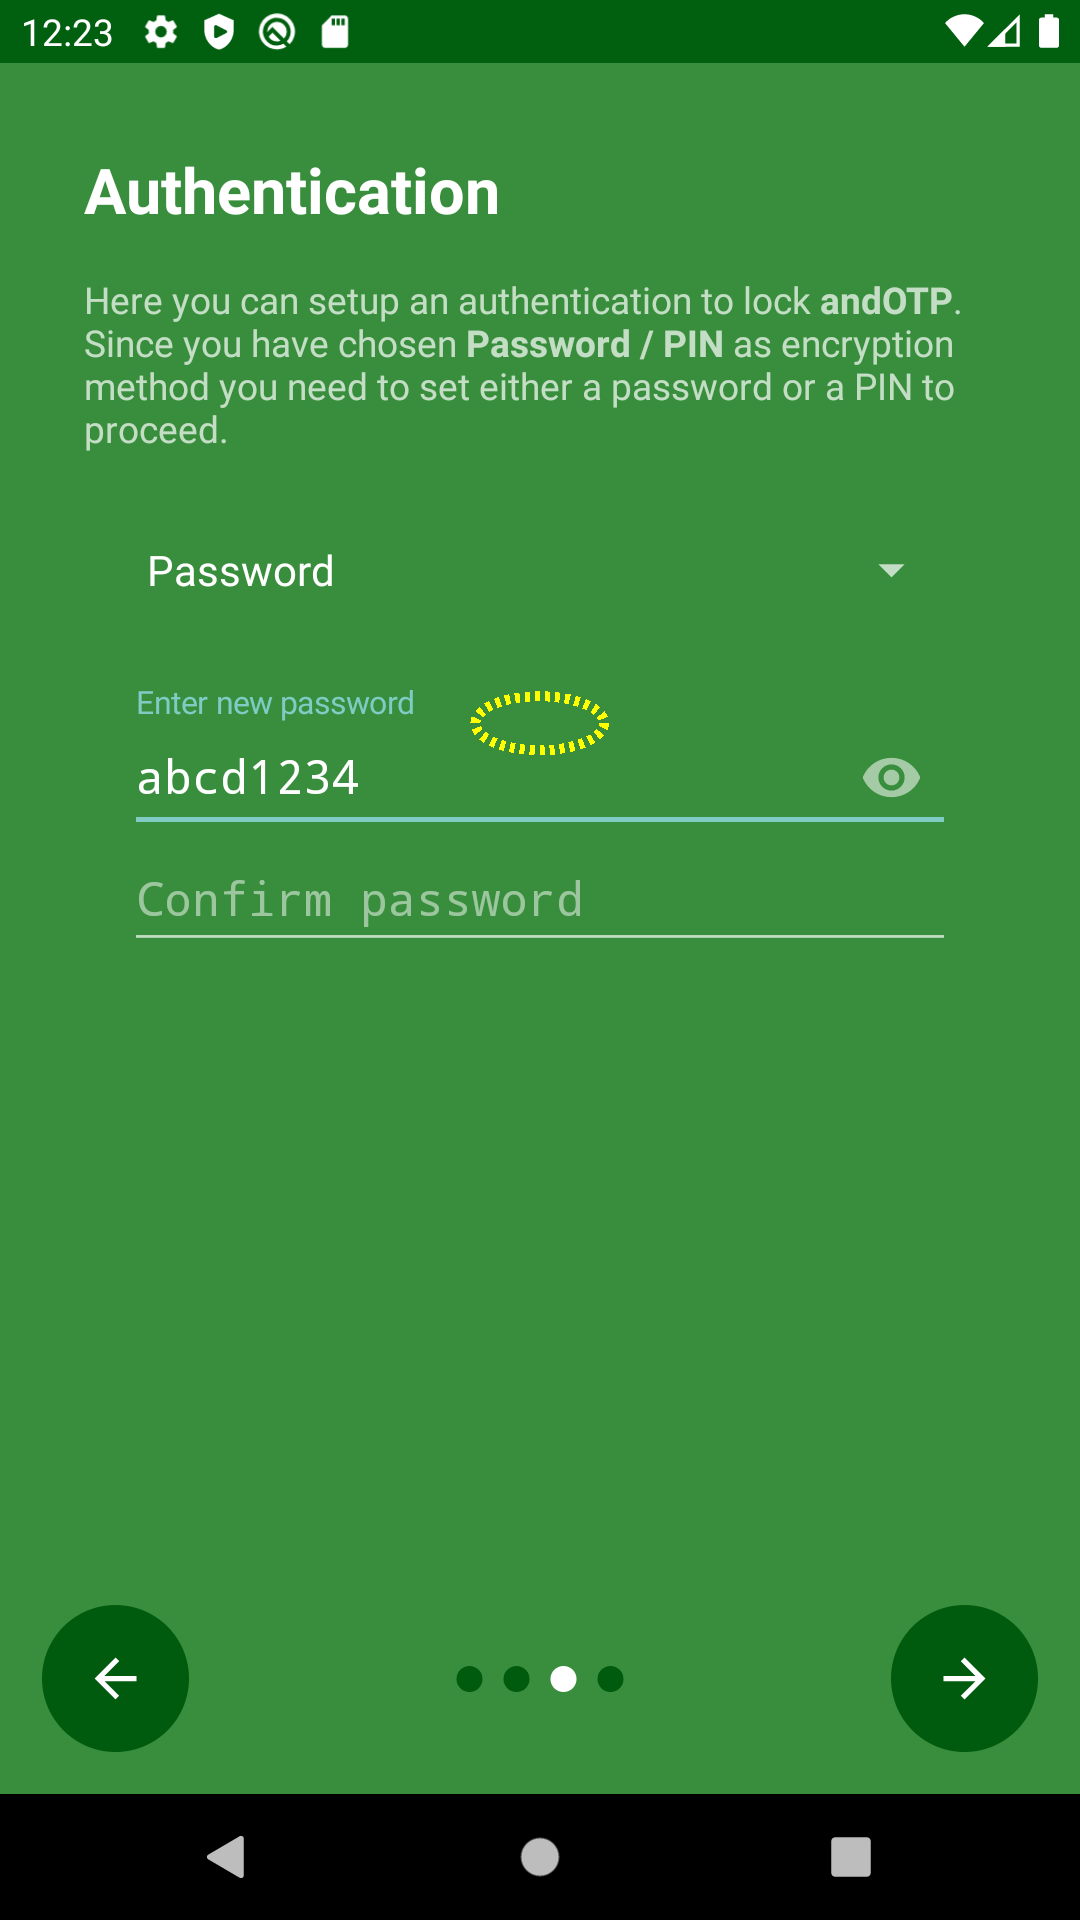 12:23
Authentication
Here you can setup an authentication to lock andOTP.
Since you have chosen Password / PIN as encryption
method you need to set either a password or a PIN to
proceed.
Password
Enter new password
abcd1234
Confirm password